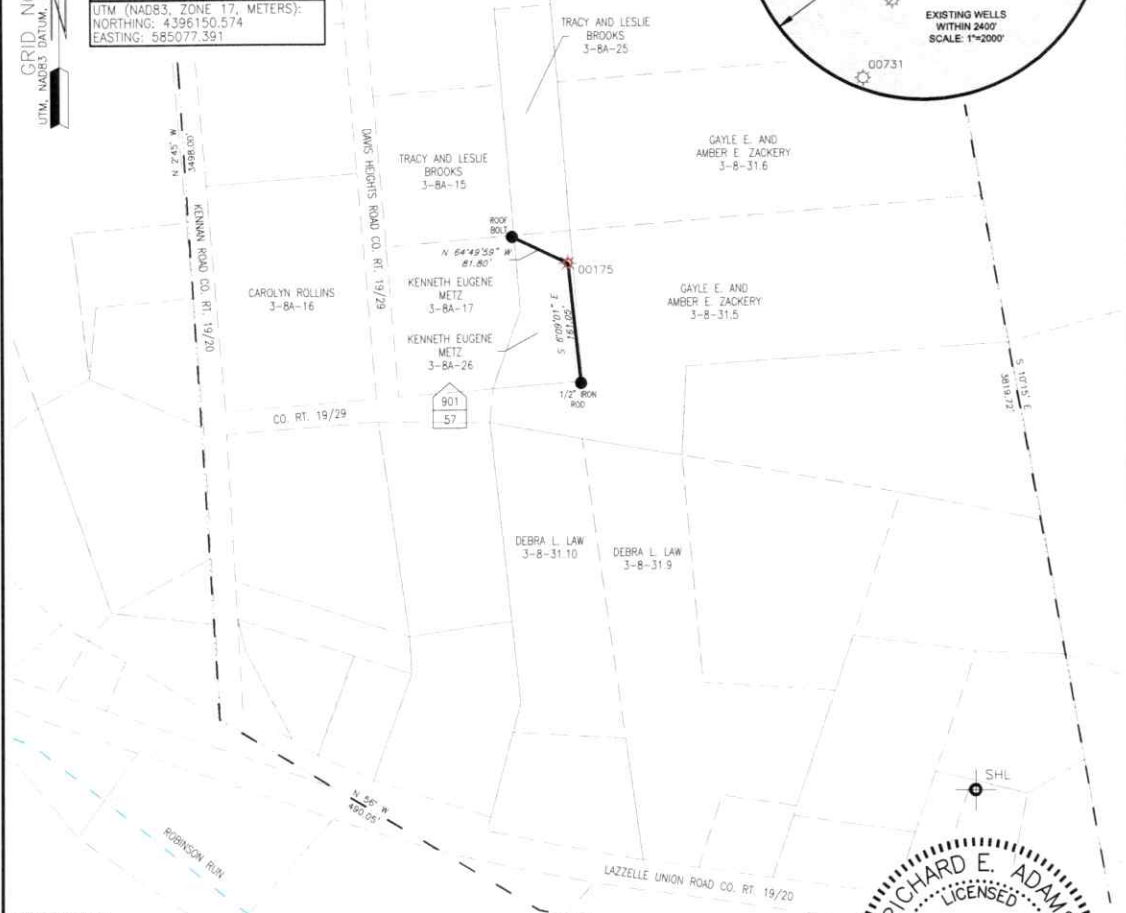 GRID
UTM, NAD83 DATUM,
UTM (NAD83, ZONE 17, METERS):
NORTHING: 4396150.574
EASTING: 585077.391
TRACY AND LESLIE
BROOKS
3-8A-25
EXISTING WELLS
WITHIN 2400'
SCALE: 1"=2000'
00731
N 2°45' W
3498.00'
KENNAN ROAD CO. RT. 19/20
DAVIS HEIGHTS ROAD CO. RT. 19/29
TRACY AND LESLIE
BROOKS
3-8A-15
GAYLE E. AND
AMBER E. ZACKERY
3-8-31.6
ROOF
BOLT
N 64°49'59" W
81.80'
00175
CAROLYN ROLLINS
3-8A-16
KENNETH EUGENE
METZ
3-8A-17
GAYLE E. AND
AMBER E. ZACKERY
3-8-31.5
KENNETH EUGENE
METZ
3-8A-26
1/2" IRON
ROD
S 10°15' E
3819.72'
901
57
CO. RT. 19/29
DEBRA L. LAW
3-8-31.10
DEBRA L. LAW
3-8-31.9
SHL
N 56° W
490.05'
ROBINSON RUN
LAZZELLE UNION ROAD CO. RT. 19/20
RICHARD E. ADAMS
LICENSED